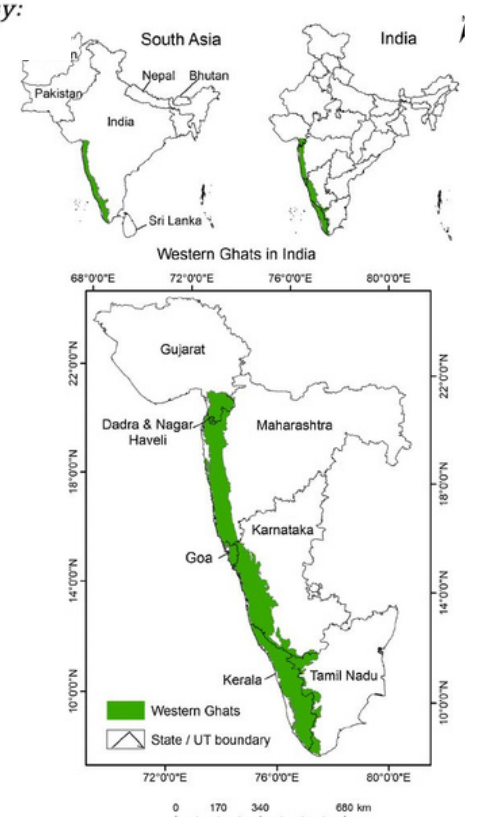 y:
South Asia
India
Nepal
Bhutan
Pakistan
India
Sri Lanka
Western Ghats in India
68°0'0"E 72°0'0"E 76°0'0"E 80°0'0"E
22°0'0"N
22°0'0"N
Gujarat
Dadra & Nagar
Haveli
Maharashtra
18°0'0"N
18°0'0"N
Karnataka
Goa
14°0'0"N
14°0'0"N
Kerala
Tamil Nadu
10°0'0"N
10°0'0"N
Western Ghats
State / UT boundary
72°0'0"E 76°0'0"E 80°0'0"E
0 170 340 680 km